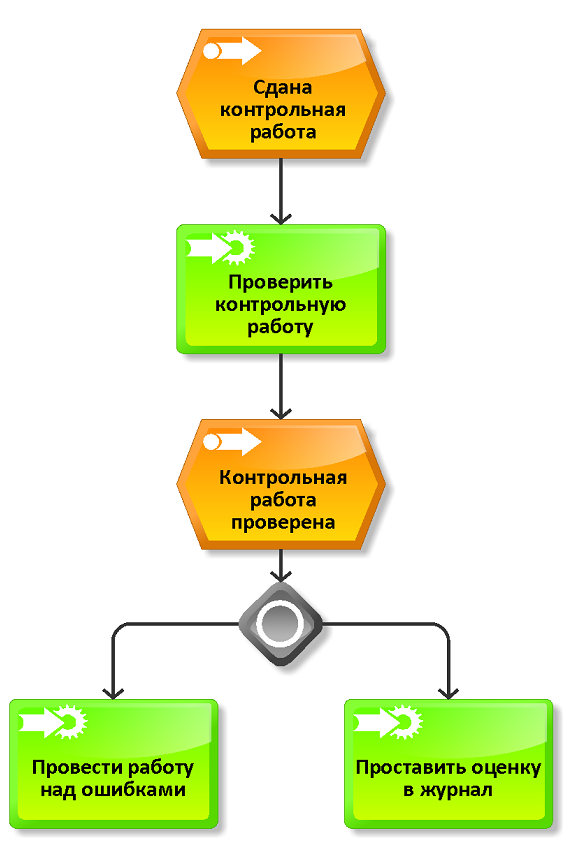 Сдана
контрольная
работа
Проверить
контрольную
работу
Контрольная
работа
проверена
Провести работу
над ошибками
Проставить оценку
в журнал